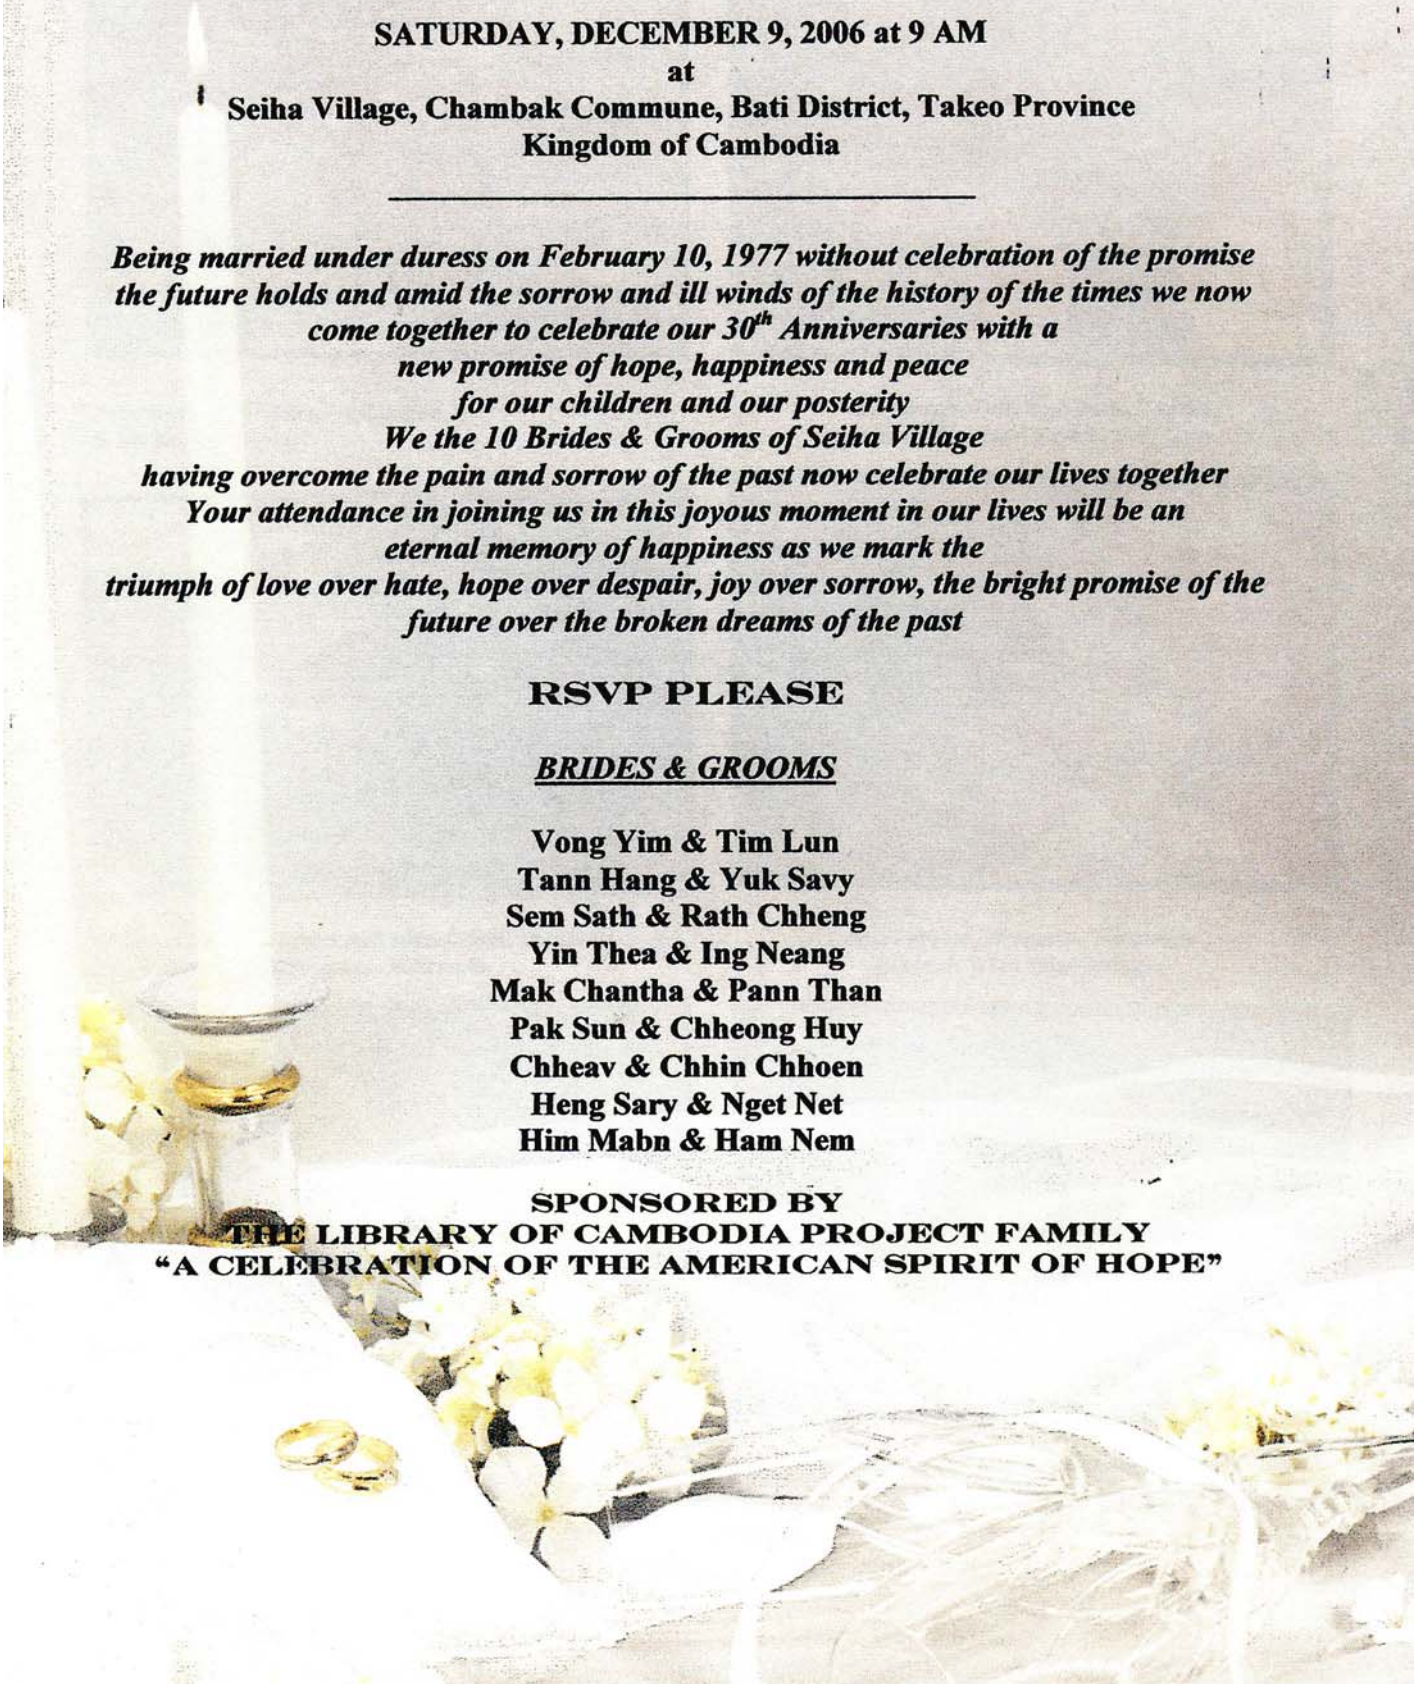 SATURDAY, DECEMBER 9, 2006 at 9 AM
at
Seiha Village, Chambak Commune, Bati District, Takeo Province
Kingdom of Cambodia
Being married under duress on February 10, 1977 without celebration of the promise
the future holds and amid the sorrow and ill winds of the history of the times we now
come together to celebrate our 30th Anniversaries with a
new promise of hope, happiness and peace
for our children and our posterity
We the 10 Brides & Grooms of Seiha Village
having overcome the pain and sorrow of the past now celebrate our lives together
Your attendance in joining us in this joyous moment in our lives will be an
eternal memory of happiness as we mark the
triumph of love over hate, hope over despair, joy over sorrow, the bright promise of the
future over the broken dreams of the past
RSVP PLEASE
BRIDES & GROOMS
Vong Yim & Tim Lun
Tann Hang & Yuk Savy
Sem Sath & Rath Chheng
Yin Thea & Ing Neang
Mak Chantha & Pann Than
Pak Sun & Chheong Huy
Chheav & Chhin Chhoen
Heng Sary & Nget Net
Him Mabn & Ham Nem
SPONSORED BY
THE LIBRARY OF CAMBODIA PROJECT FAMILY
“A CELEBRATION OF THE AMERICAN SPIRIT OF HOPE”